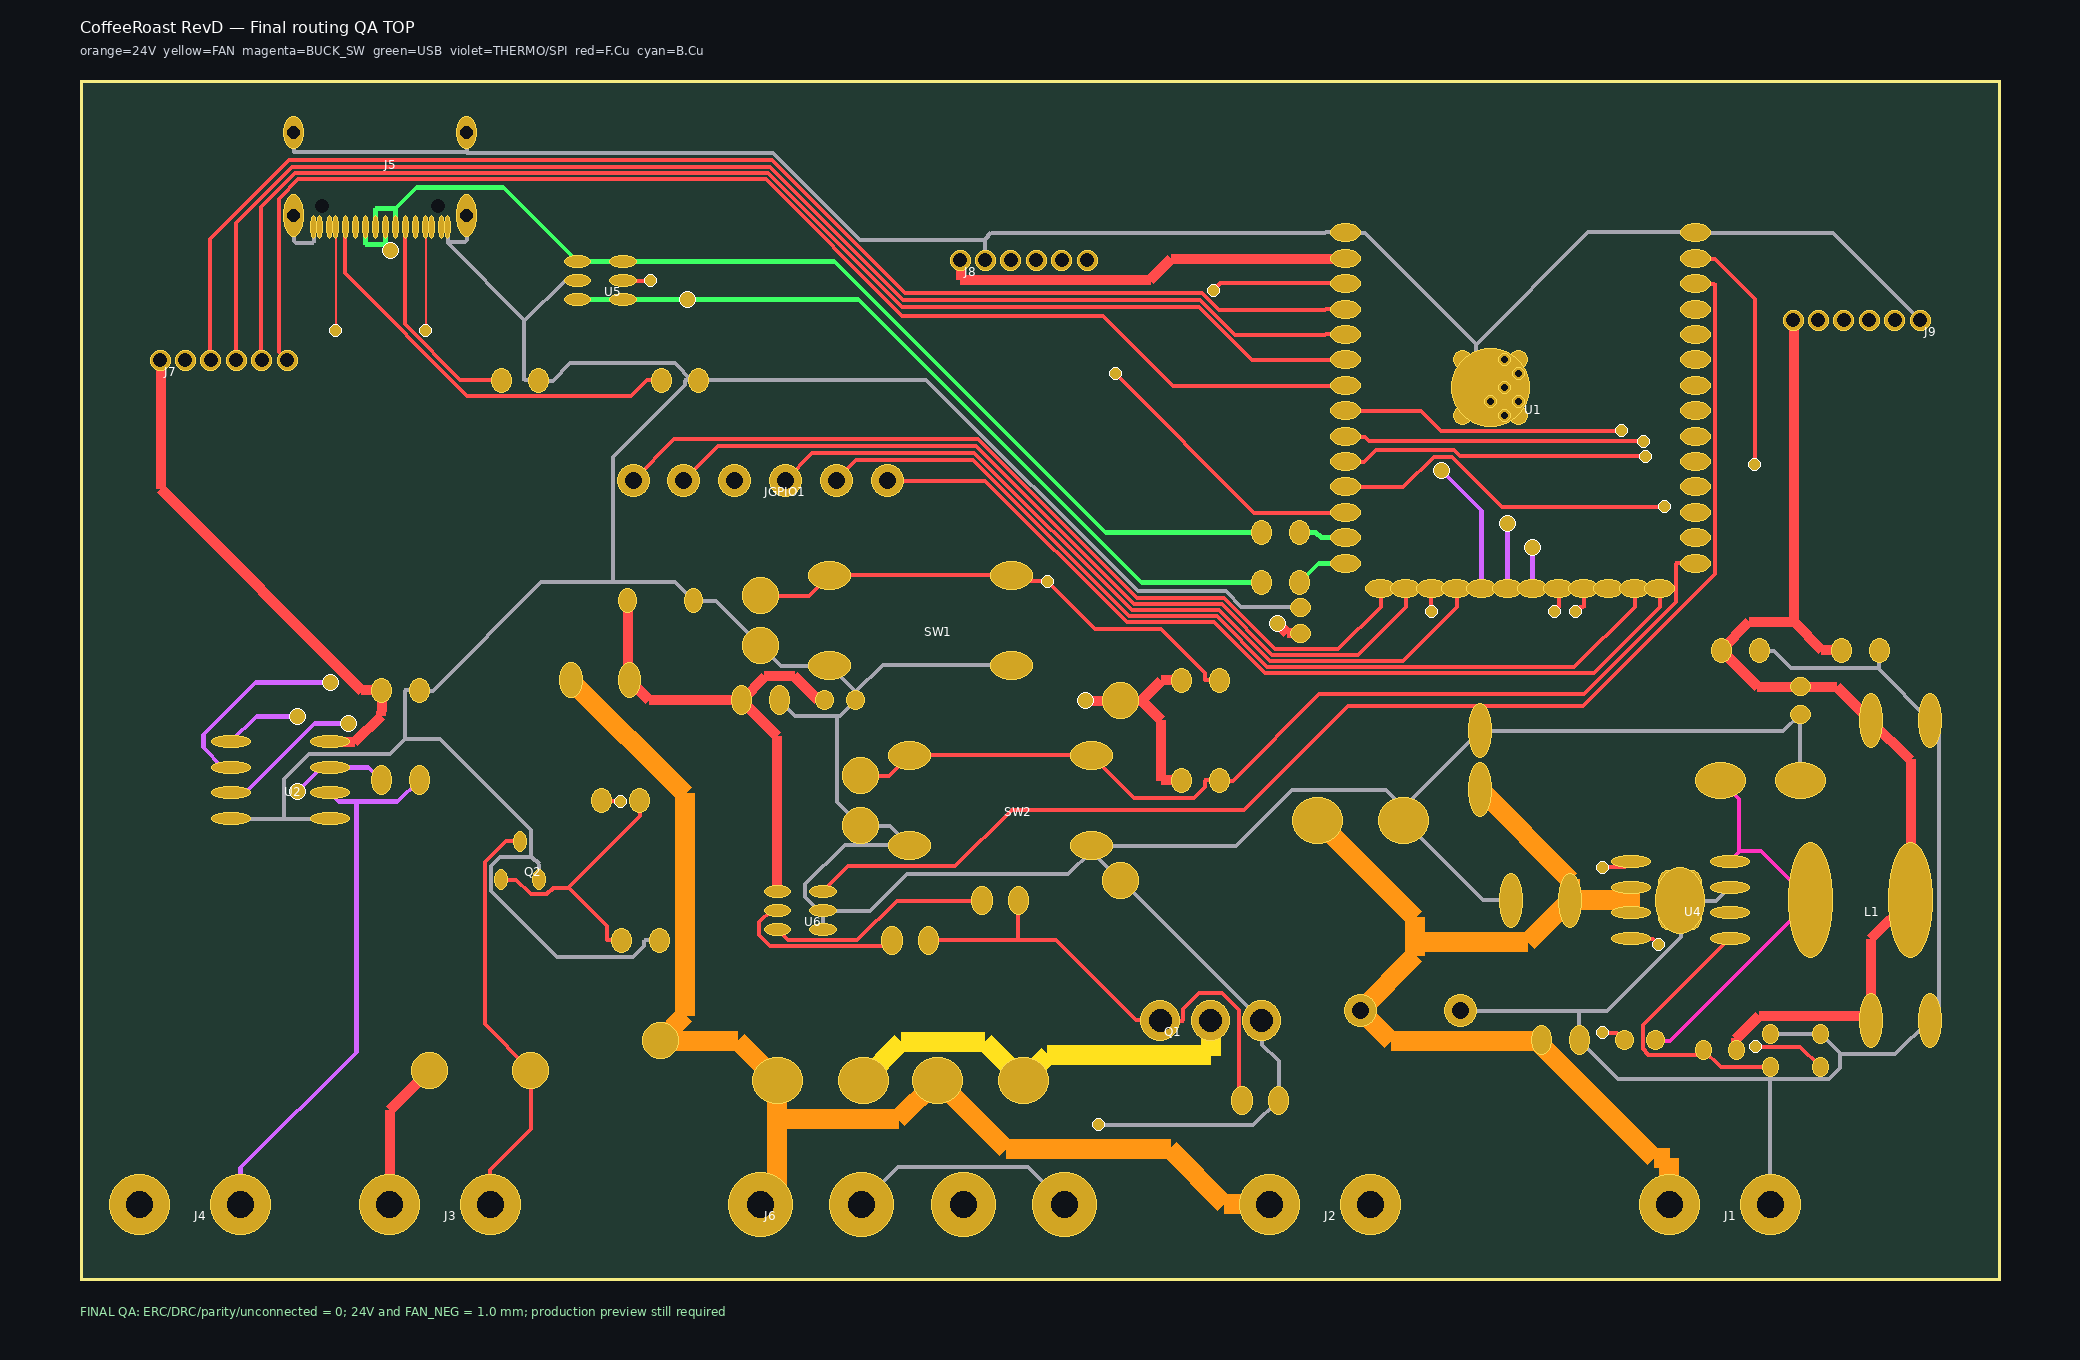 CoffeeRoast RevD — Final routing QA TOP
orange=24V yellow=FAN magenta=BUCK_SW green=USB violet=THERMO/SPI red=F.Cu cyan=B.Cu
J5
J8
U5
J9
J7
U1
JGPIO1
SW1
U2
SW2
Q2
U6
U4
L1
Q1
J4
J3
J6
J2
J1
FINAL QA: ERC/DRC/parity/unconnected = 0; 24V and FAN_NEG = 1.0 mm; production preview still required